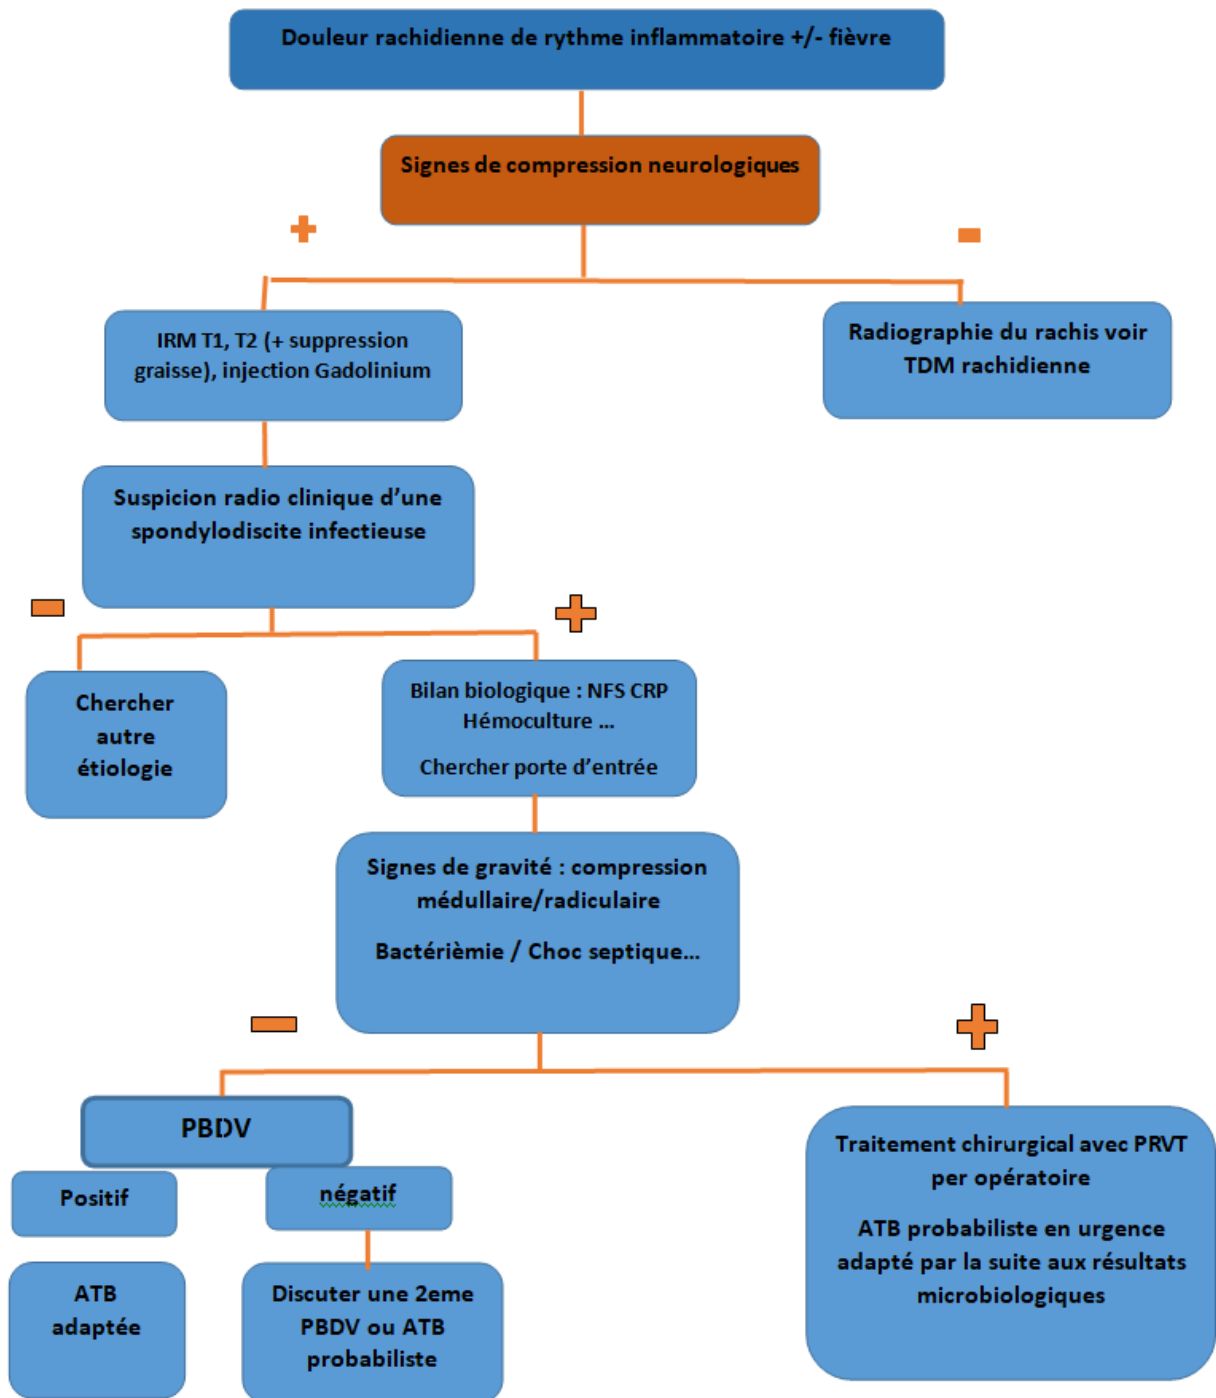 Douleur rachidienne de rythme inflammatoire +/- fièvre
Signes de compression neurologiques
+
-
IRM T1, T2 (+ suppression
graisse), injection Gadolinium
Radiographie du rachis voir
TDM rachidienne
Suspicion radio clinique d’une
spondylodiscite infectieuse
-
+
Chercher
autre
étiologie
Bilan biologique : NFS CRP
Hémoculture ...
Chercher porte d’entrée
Signes de gravité : compression
médullaire/radiculaire
Bactérièmie / Choc septique...
-
+
PBDV
Positif
négatif
ATB
adaptée
Discuter une 2eme
PBDV ou ATB
probabiliste
Traitement chirurgical avec PRVT
per opératoire
ATB probabiliste en urgence
adapté par la suite aux résultats
microbiologiques